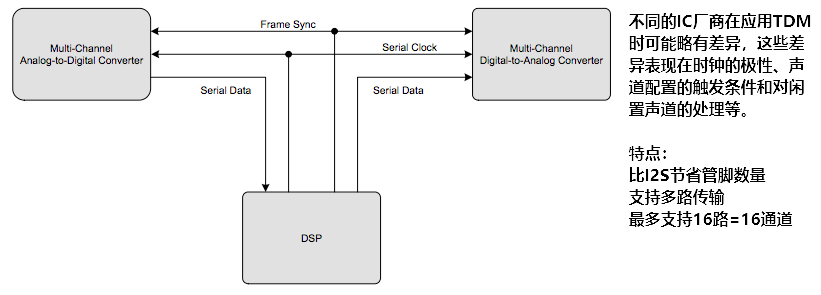 Frame Sync
Multi-Channel
Analog-to-Digital Converter
Serial Clock
Multi-Channel
Digital-to-Analog Converter
Serial Data
Serial Data
DSP
不同的IC厂商在应用TDM
时可能略有差异，这些差
异表现在时钟的极性、声
道配置的触发条件和对闲
置声道的处理等。
特点：
比I2S节省管脚数量
支持多路传输
最多支持16路=16通道